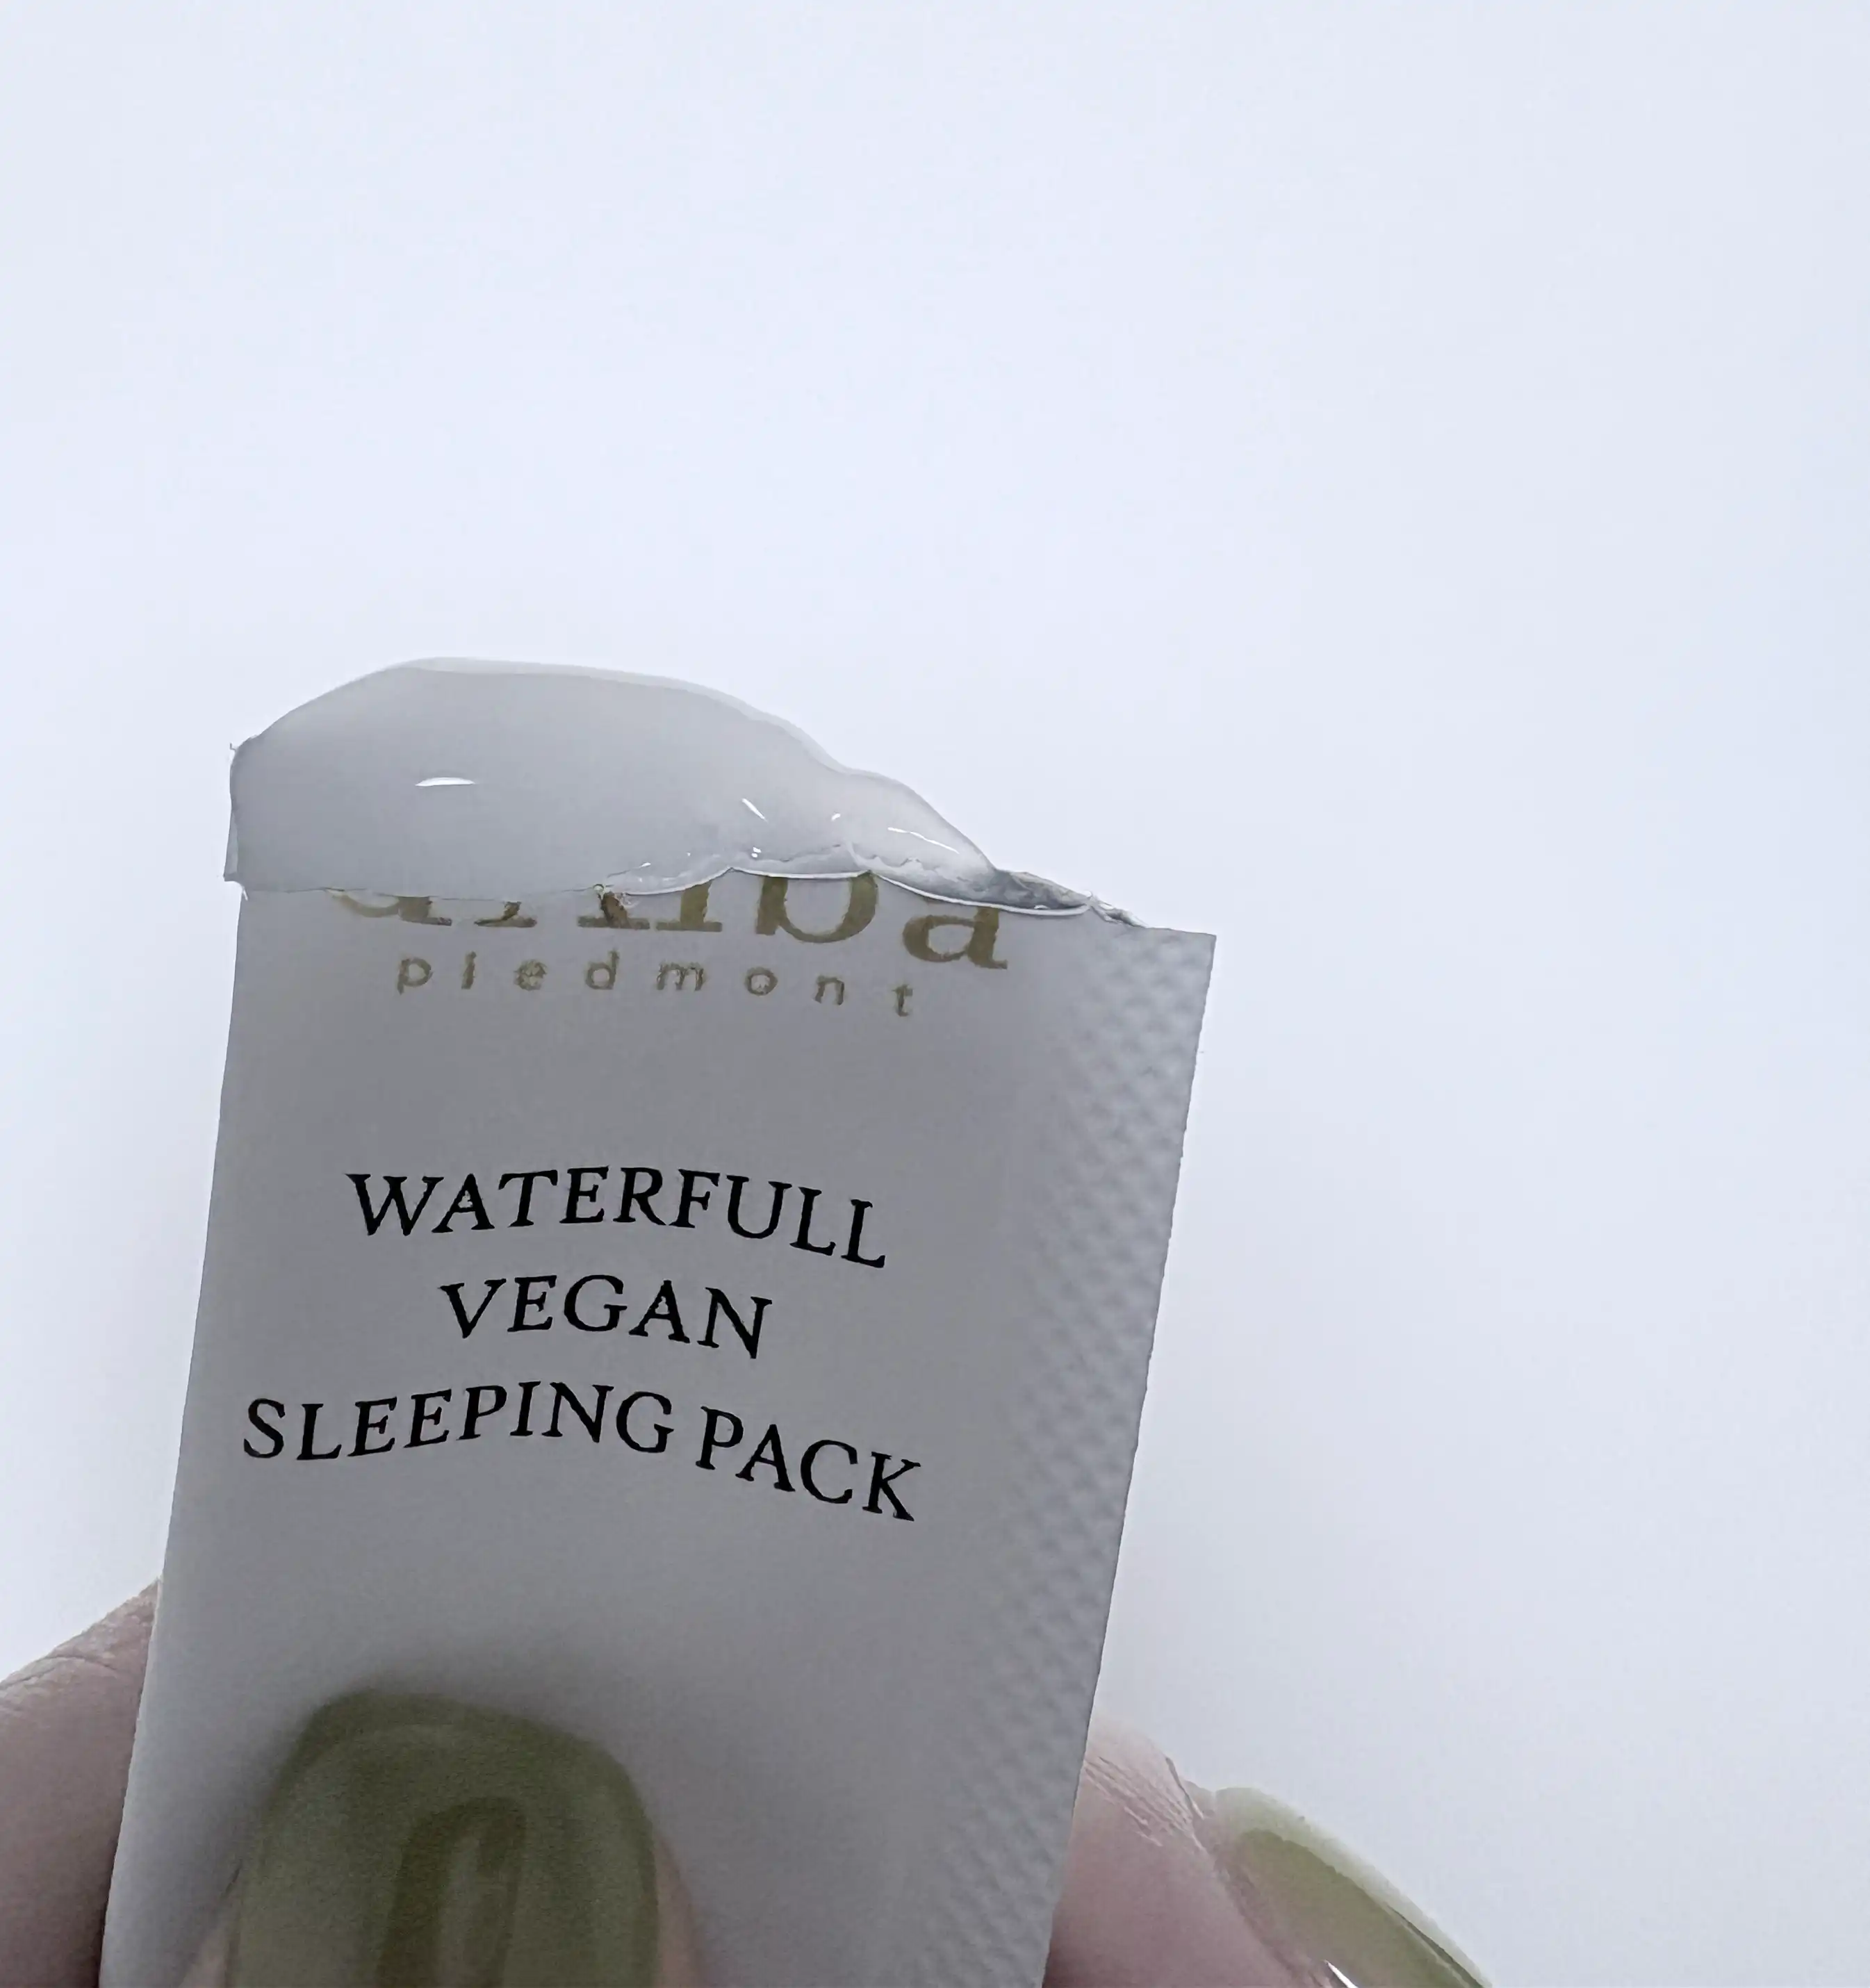 piedmont
WATERFULL
VEGAN
SLEEPING PACK